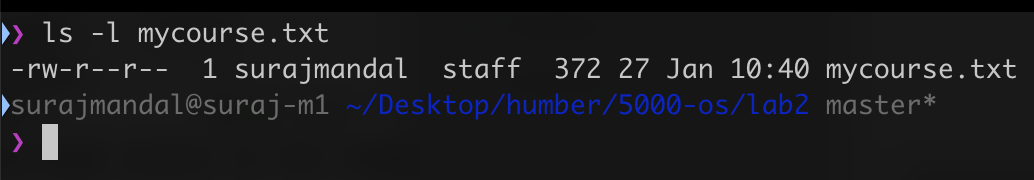 ❯ ls -l mycourse.txt
-rw-r--r--  1 surajmandal  staff  372 27 Jan 10:40 mycourse.txt
surajmandal@suraj-m1 ~/Desktop/humber/5000-os/lab2 master*
❯